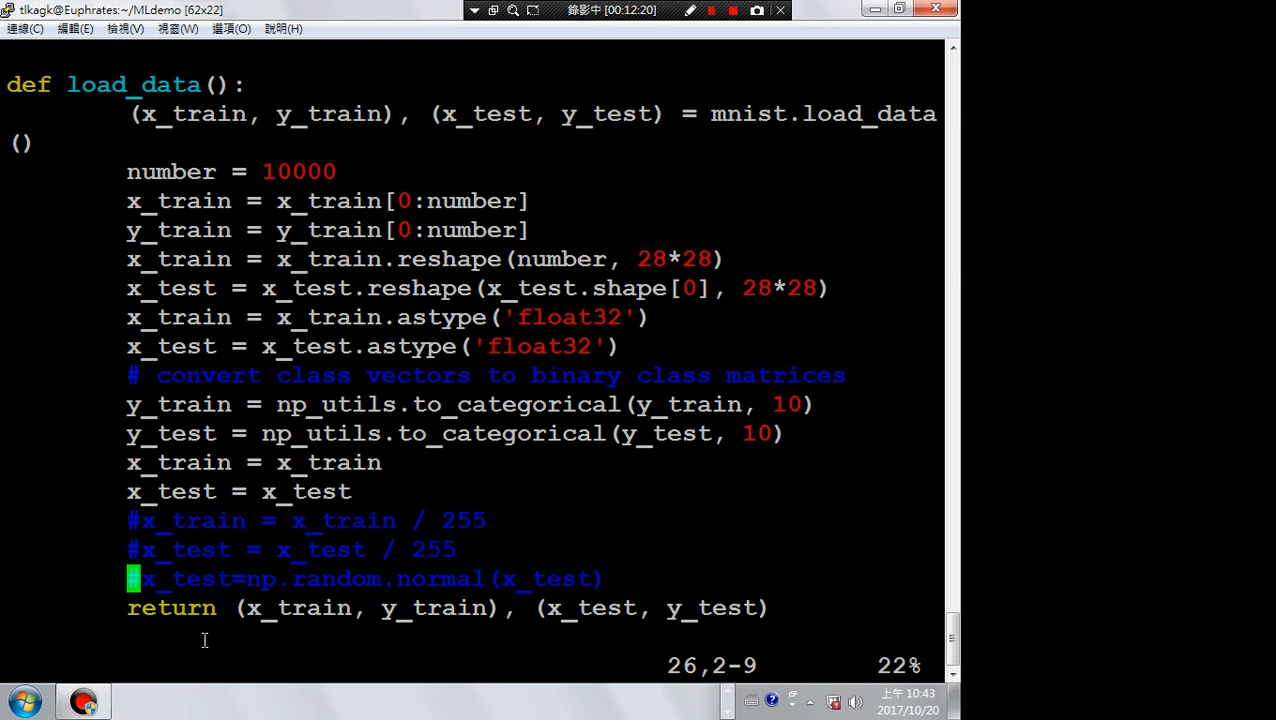 tlkagk@Euphrates:~/MLdemo [62x22]
錄影中 [00:12:20]
連線(C) 編輯(E) 檢視(V) 視窗(W) 選項(O) 說明(H)
def load_data():
(x_train, y_train), (x_test, y_test) = mnist.load_data
()
number = 10000
x_train = x_train[0:number]
y_train = y_train[0:number]
x_train = x_train.reshape(number, 28*28)
x_test = x_test.reshape(x_test.shape[0], 28*28)
x_train = x_train.astype('float32')
x_test = x_test.astype('float32')
# convert class vectors to binary class matrices
y_train = np_utils.to_categorical(y_train, 10)
y_test = np_utils.to_categorical(y_test, 10)
x_train = x_train
x_test = x_test
#x_train = x_train / 255
#x_test = x_test / 255
#x_test=np.random.normal(x_test)
return (x_train, y_train), (x_test, y_test)
26,2-9 22%
上午 10:43
2017/10/20